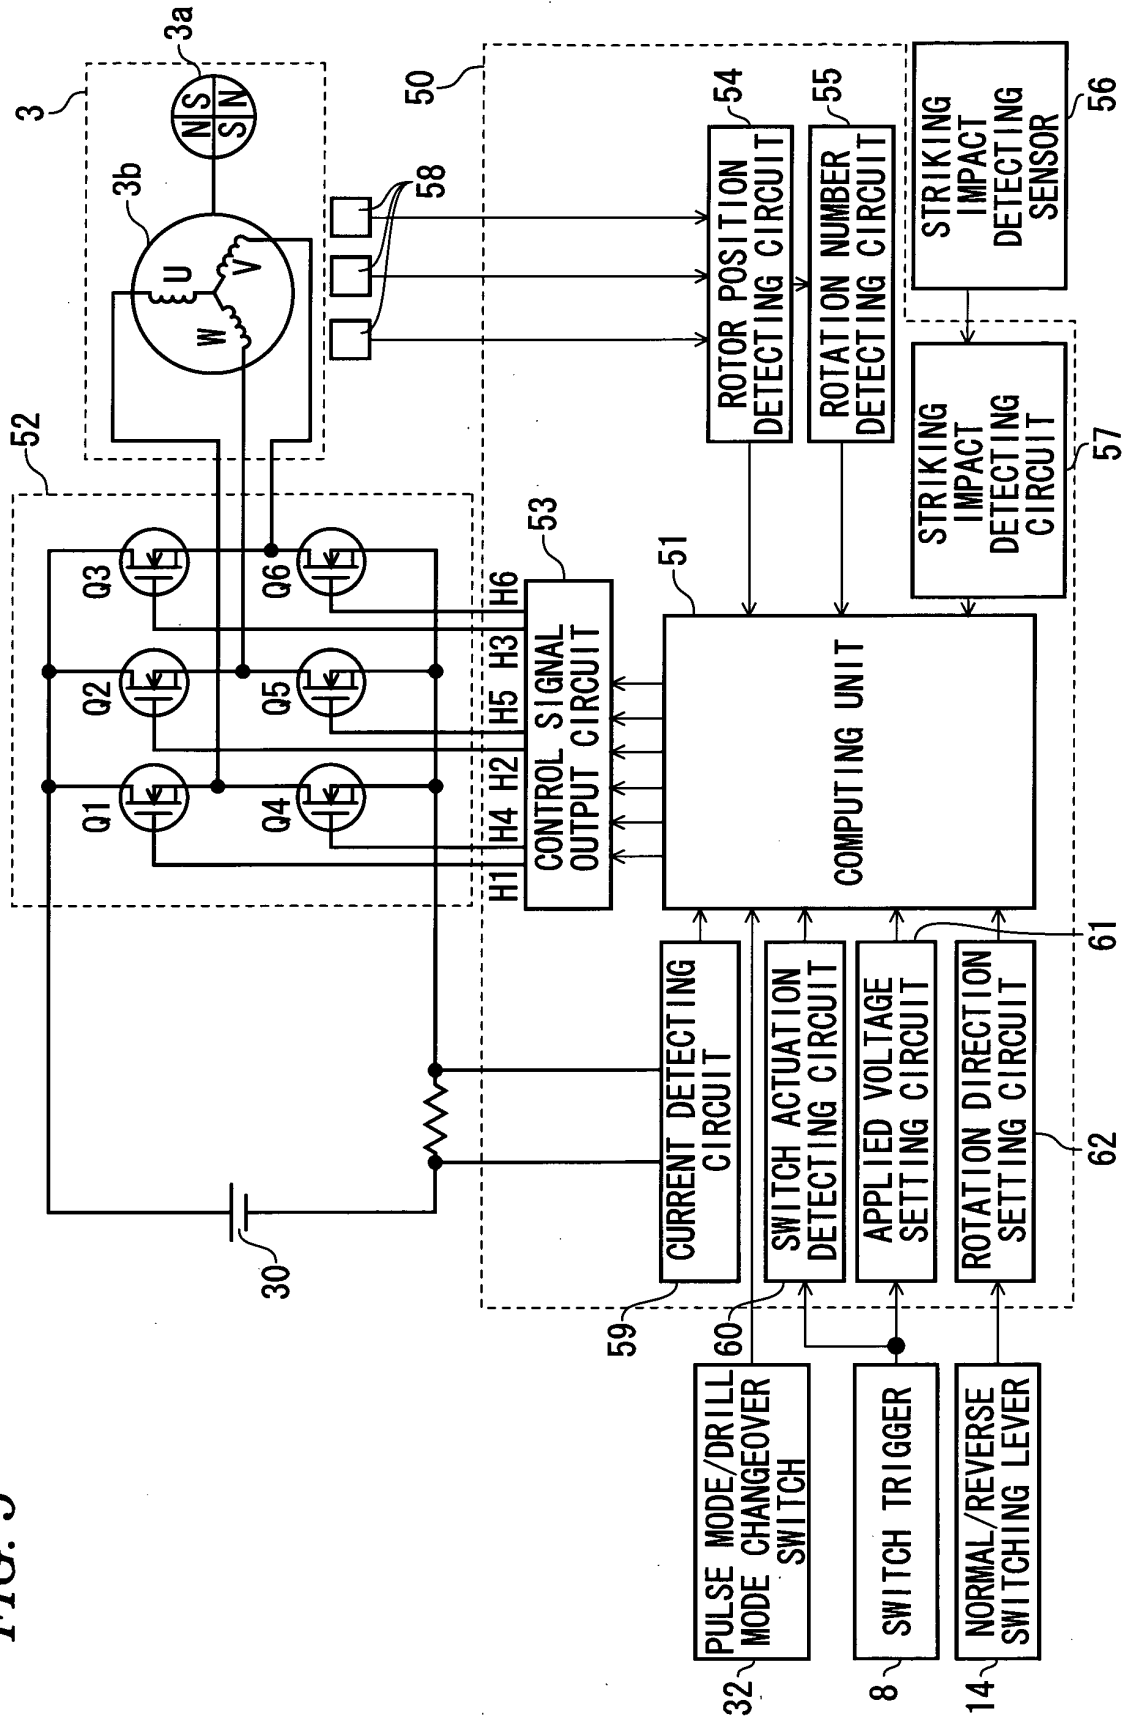 FIG. 5
3
3a
3b
N
S
S
N
U
V
W
52
Q1
Q2
Q3
Q4
Q5
Q6
30
58
50
53
H1
H4
H2
H5
H3
H6
CONTROL SIGNAL
OUTPUT CIRCUIT
51
COMPUTING UNIT
54
ROTOR POSITION
DETECTING CIRCUIT
55
ROTATION NUMBER
DETECTING CIRCUIT
56
STRIKING
IMPACT
DETECTING
SENSOR
57
STRIKING
IMPACT
DETECTING
CIRCUIT
59
CURRENT DETECTING
CIRCUIT
60
SWITCH ACTUATION
DETECTING CIRCUIT
61
APPLIED VOLTAGE
SETTING CIRCUIT
62
ROTATION DIRECTION
SETTING CIRCUIT
32
PULSE MODE/DRILL
MODE CHANGEOVER
SWITCH
8
SWITCH TRIGGER
14
NORMAL/REVERSE
SWITCHING LEVER